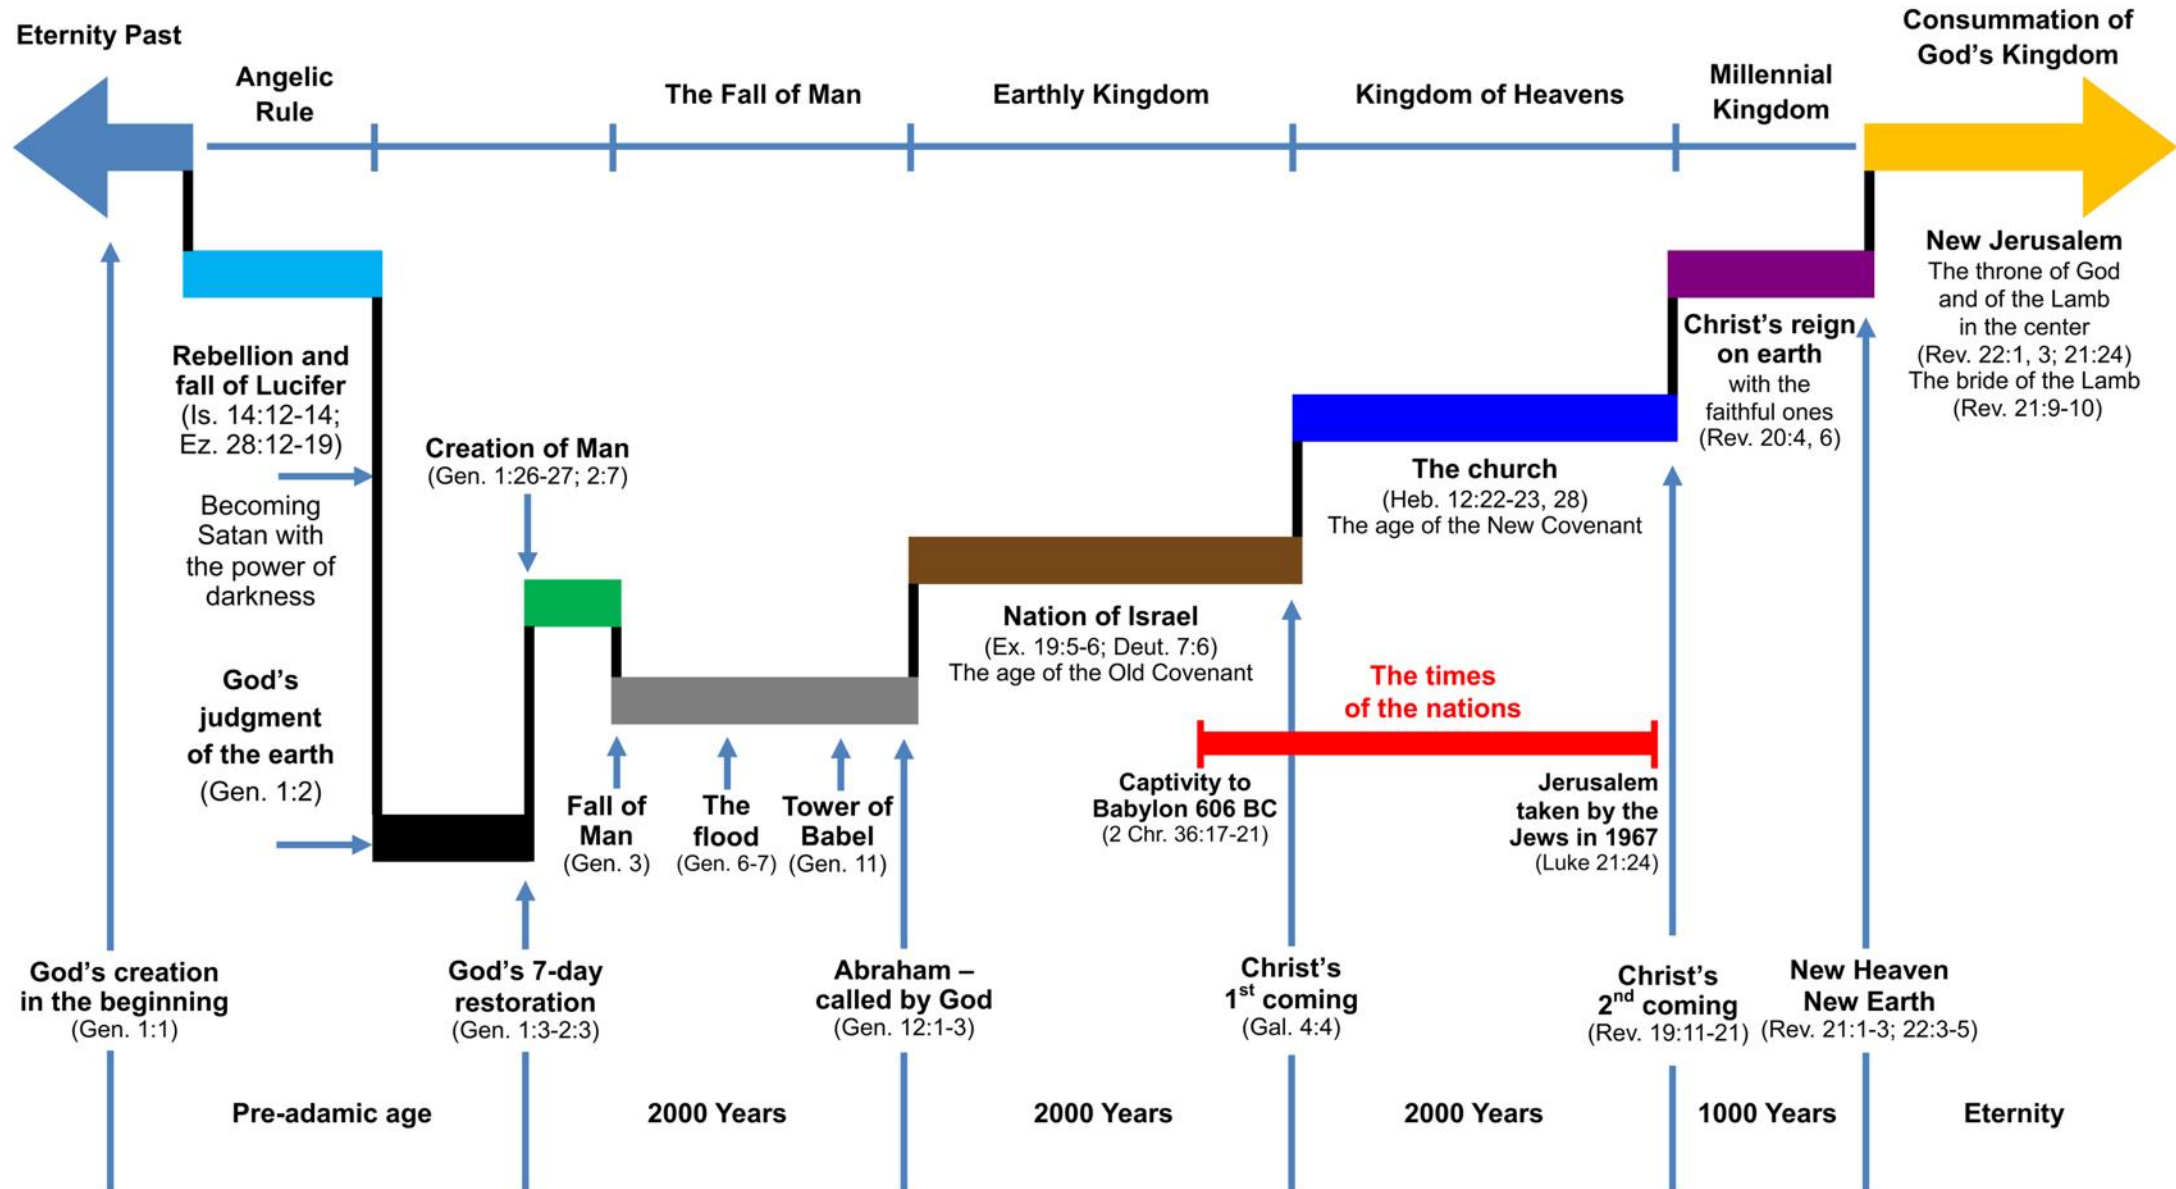 Eternity Past
Angelic
Rule
The Fall of Man
Earthly Kingdom
Kingdom of Heavens
Millennial
Kingdom
Consummation of
God's Kingdom
Rebellion and
fall of Lucifer
(Is. 14:12-14;
Ez. 28:12-19)
Becoming
Satan with
the power of
darkness
God's
judgment
of the earth
(Gen. 1:2)
Creation of Man
(Gen. 1:26-27; 2:7)
Fall of
Man
(Gen. 3)
The
flood
(Gen. 6-7)
Tower of
Babel
(Gen. 11)
Nation of Israel
(Ex. 19:5-6; Deut. 7:6)
The age of the Old Covenant
The church
(Heb. 12:22-23, 28)
The age of the New Covenant
The times
of the nations
Captivity to
Babylon 606 BC
(2 Chr. 36:17-21)
Jerusalem
taken by the
Jews in 1967
(Luke 21:24)
Christ's reign
on earth
with the
faithful ones
(Rev. 20:4, 6)
New Jerusalem
The throne of God
and of the Lamb
in the center
(Rev. 22:1, 3; 21:24)
The bride of the Lamb
(Rev. 21:9-10)
God's creation
in the beginning
(Gen. 1:1)
God's 7-day
restoration
(Gen. 1:3-2:3)
Abraham –
called by God
(Gen. 12:1-3)
Christ's
1st coming
(Gal. 4:4)
Christ's
2nd coming
(Rev. 19:11-21)
New Heaven
New Earth
(Rev. 21:1-3; 22:3-5)
Pre-adamic age
2000 Years
2000 Years
2000 Years
1000 Years
Eternity